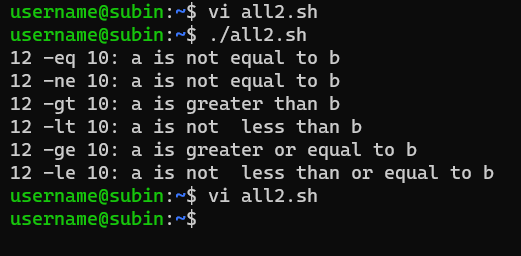 username@subin:~$ vi all2.sh
username@subin:~$ ./all2.sh
12 -eq 10: a is not equal to b
12 -ne 10: a is not equal to b
12 -gt 10: a is greater than b
12 -lt 10: a is not  less than b
12 -ge 10: a is greater or equal to b
12 -le 10: a is not  less than or equal to b
username@subin:~$ vi all2.sh
username@subin:~$